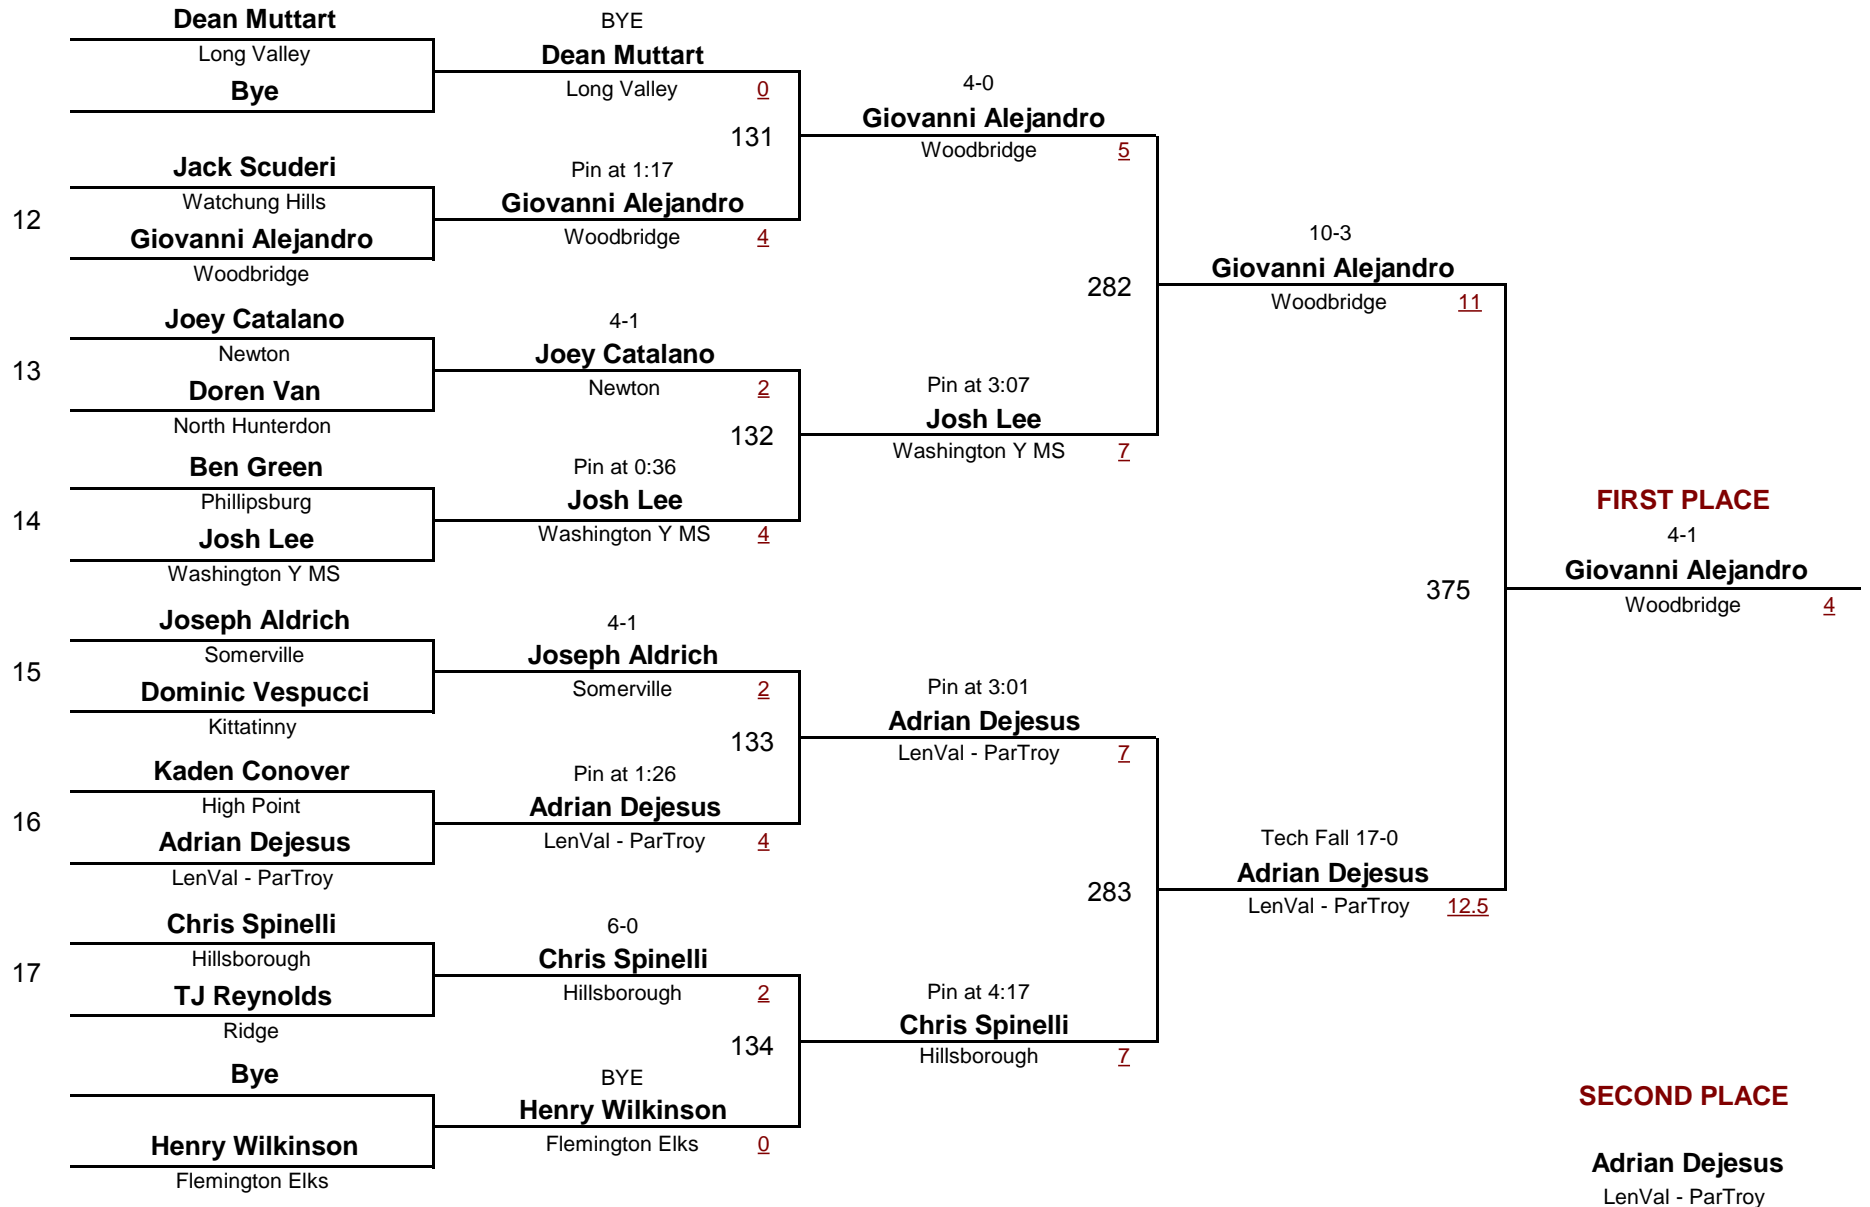 Dean Muttart
Long Valley
Bye
12
Jack Scuderi
Watchung Hills
Giovanni Alejandro
Woodbridge
13
Joey Catalano
Newton
Doren Van
North Hunterdon
14
Ben Green
Phillipsburg
Josh Lee
Washington Y MS
15
Joseph Aldrich
Somerville
Dominic Vespucci
Kittatinny
16
Kaden Conover
High Point
Adrian Dejesus
LenVal - ParTroy
17
Chris Spinelli
Hillsborough
TJ Reynolds
Ridge
Bye
Henry Wilkinson
Flemington Elks
BYE
Dean Muttart
Long Valley 0
131
Pin at 1:17
Giovanni Alejandro
Woodbridge 4
4-1
Joey Catalano
Newton 2
132
Pin at 0:36
Josh Lee
Washington Y MS 4
4-1
Joseph Aldrich
Somerville 2
133
Pin at 1:26
Adrian Dejesus
LenVal - ParTroy 4
6-0
Chris Spinelli
Hillsborough 2
134
BYE
Henry Wilkinson
Flemington Elks 0
4-0
Giovanni Alejandro
Woodbridge 5
282
Pin at 3:07
Josh Lee
Washington Y MS 7
Pin at 3:01
Adrian Dejesus
LenVal - ParTroy 7
283
Pin at 4:17
Chris Spinelli
Hillsborough 7
10-3
Giovanni Alejandro
Woodbridge 11
375
Tech Fall 17-0
Adrian Dejesus
LenVal - ParTroy 12.5
FIRST PLACE
4-1
Giovanni Alejandro
Woodbridge 4
SECOND PLACE
Adrian Dejesus
LenVal - ParTroy